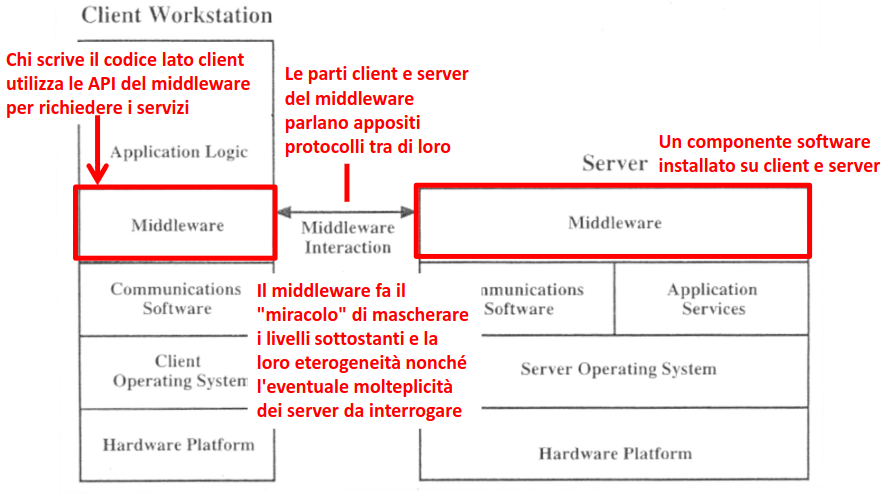 Client Workstation
Chi scrive il codice lato client
utilizza le API del middleware
per richiedere i servizi
Le parti client e server
del middleware
parlano appositi
protocolli tra di loro
Application Logic
Server
Un componente software
installato su client e server
Middleware
Middleware
Interaction
Middleware
Communications
Software
Il middleware fa il
"miracolo" di mascherare
i livelli sottostanti e la
loro eterogeneità nonché
l'eventuale molteplicità
dei server da interrogare
Software
Application
Services
Client
Operating System
Server Operating System
Hardware Platform
Hardware Platform